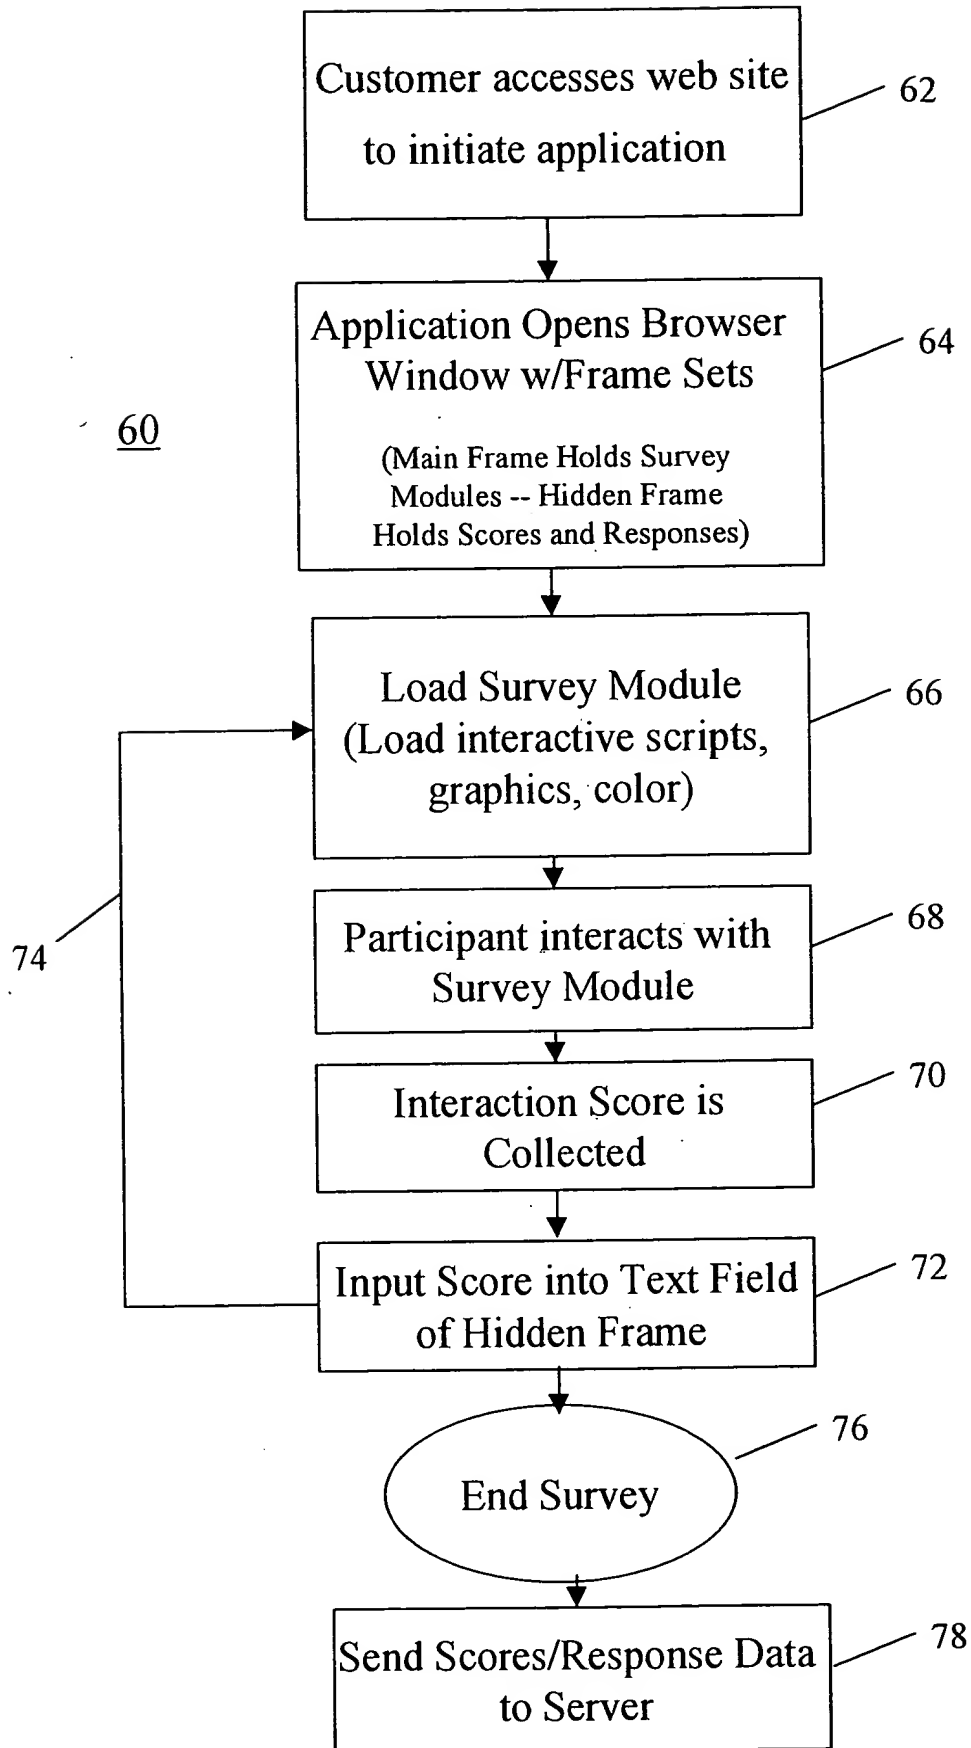 Customer accesses web site
to initiate application
62
Application Opens Browser
Window w/Frame Sets
(Main Frame Holds Survey
Modules -- Hidden Frame
Holds Scores and Responses)
64
60
Load Survey Module
(Load interactive scripts,
graphics, color)
66
Participant interacts with
Survey Module
68
74
Interaction Score is
Collected
70
Input Score into Text Field
of Hidden Frame
72
End Survey
76
Send Scores/Response Data
to Server
78